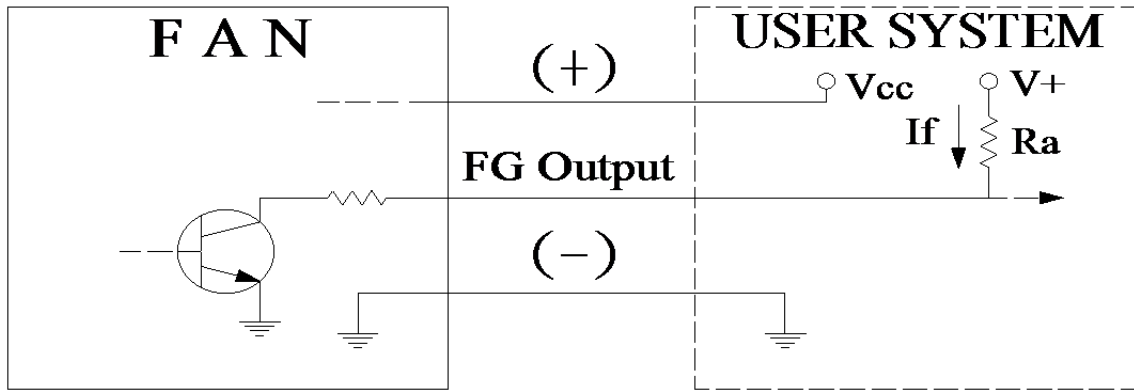 F A N
USER SYSTEM
(+)
Vcc
V+
If
Ra
FG Output
(−)